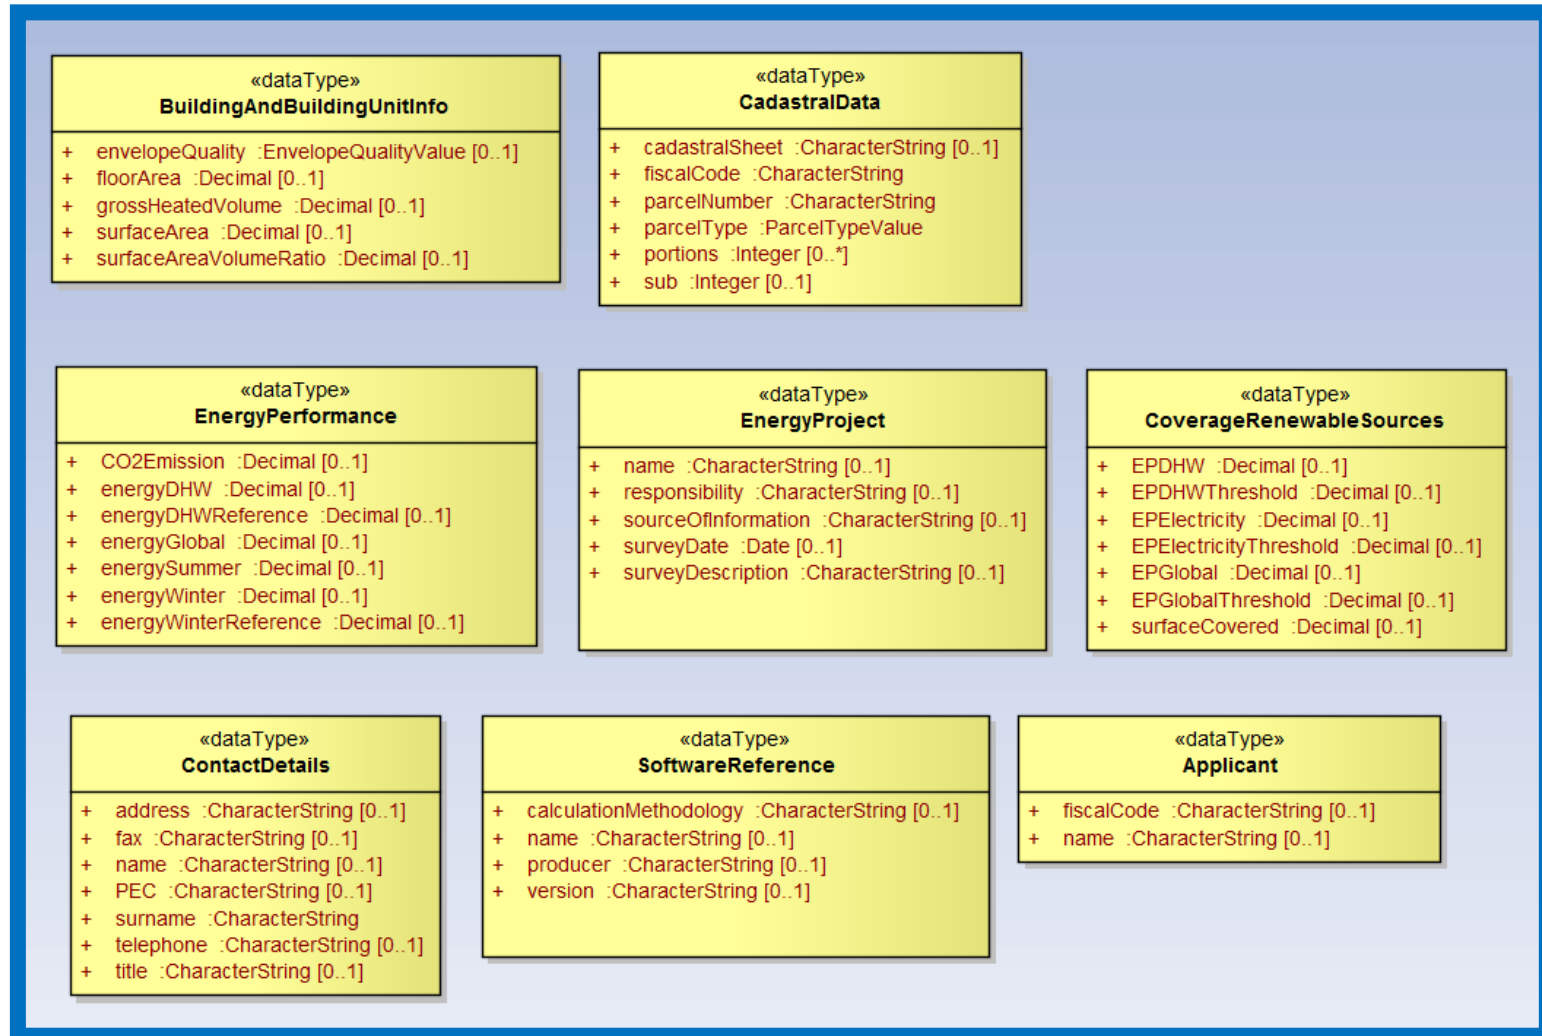 «dataType»
BuildingAndBuildingUnitInfo
+ envelopeQuality :EnvelopeQualityValue [0..1]
+ floorArea :Decimal [0..1]
+ grossHeatedVolume :Decimal [0..1]
+ surfaceArea :Decimal [0..1]
+ surfaceAreaVolumeRatio :Decimal [0..1]
«dataType»
CadastralData
+ cadastralSheet :CharacterString [0..1]
+ fiscalCode :CharacterString
+ parcelNumber :CharacterString
+ parcelType :ParcelTypeValue
+ portions :Integer [0..*]
+ sub :Integer [0..1]
«dataType»
EnergyPerformance
+ CO2Emission :Decimal [0..1]
+ energyDHW :Decimal [0..1]
+ energyDHWReference :Decimal [0..1]
+ energyGlobal :Decimal [0..1]
+ energySummer :Decimal [0..1]
+ energyWinter :Decimal [0..1]
+ energyWinterReference :Decimal [0..1]
«dataType»
EnergyProject
+ name :CharacterString [0..1]
+ responsibility :CharacterString [0..1]
+ sourceOfInformation :CharacterString [0..1]
+ surveyDate :Date [0..1]
+ surveyDescription :CharacterString [0..1]
«dataType»
CoverageRenewableSources
+ EPDHW :Decimal [0..1]
+ EPDHWThreshold :Decimal [0..1]
+ EPElectricity :Decimal [0..1]
+ EPElectricityThreshold :Decimal [0..1]
+ EPGlobal :Decimal [0..1]
+ EPGlobalThreshold :Decimal [0..1]
+ surfaceCovered :Decimal [0..1]
«dataType»
ContactDetails
+ address :CharacterString [0..1]
+ fax :CharacterString [0..1]
+ name :CharacterString [0..1]
+ PEC :CharacterString [0..1]
+ surname :CharacterString
+ telephone :CharacterString [0..1]
+ title :CharacterString [0..1]
«dataType»
SoftwareReference
+ calculationMethodology :CharacterString [0..1]
+ name :CharacterString [0..1]
+ producer :CharacterString [0..1]
+ version :CharacterString [0..1]
«dataType»
Applicant
+ fiscalCode :CharacterString [0..1]
+ name :CharacterString [0..1]